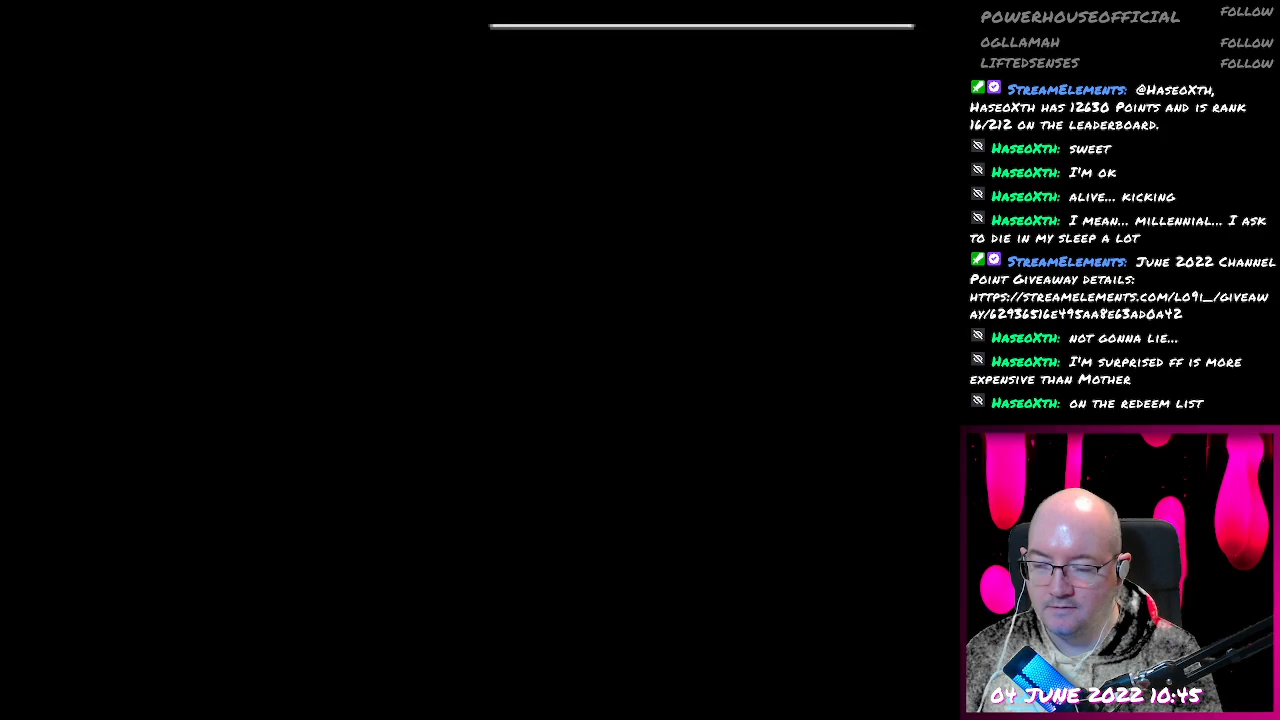 POWERHOUSEOFFICIAL FOLLOW
OGLLAMAH FOLLOW
LIFTEDSENSES FOLLOW
StreamElements: @HaseoXth,
HaseoXth has 12630 Points and is rank
16/212 on the leaderboard.
HaseoXth: sweet
HaseoXth: I'm ok
HaseoXth: alive... kicking
HaseoXth: I mean... millennial... I ask
to die in my sleep a lot
StreamElements: June 2022 Channel
Point Giveaway details:
https://streamelements.com/lo9i_/giveaw
ay/62936516e495aa8e63ad0a42
HaseoXth: not gonna lie...
HaseoXth: I'm surprised ff is more
expensive than Mother
HaseoXth: on the redeem list
04 JUNE 2022 10:45